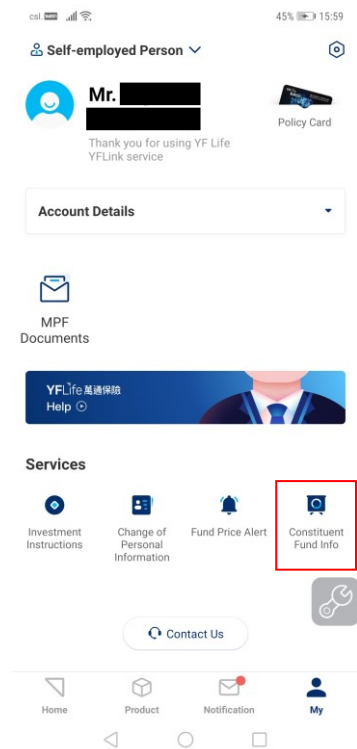 csl. 45% 15:59
Self-employed Person
Mr.
Policy Card
Thank you for using YF Life
YFLink service
Account Details
MPF
Documents
YFLife 萬通保險
Help
Services
Investment
Instructions
Change of
Personal
Information
Fund Price Alert
Constituent
Fund Info
Contact Us
Home
Product
Notification
My